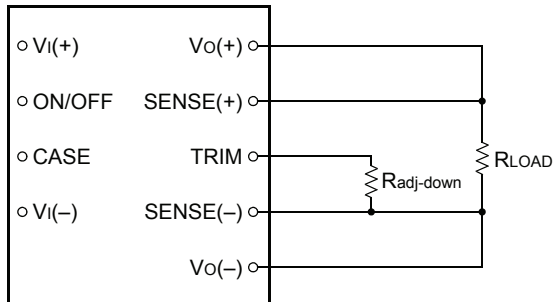 VI(+) VO(+)
ON/OFF SENSE(+)
CASE TRIM
Radj-down RLOAD
VI(–) SENSE(–)
VO(–)